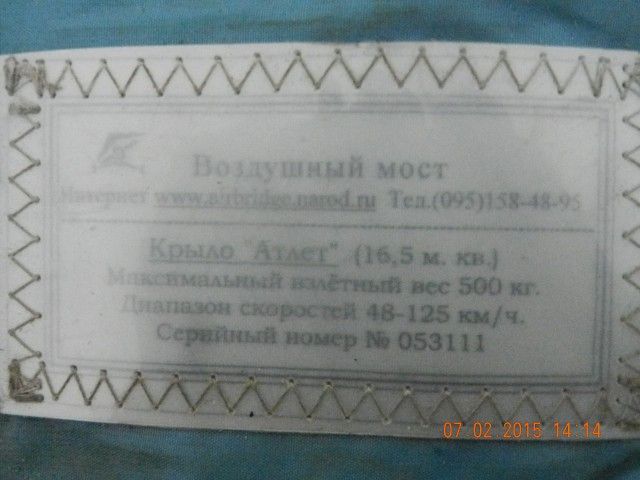 Воздушный мост
Интернет www.airbridge.narod.ru Тел.(095)158-48-95
Крыло "Атлет" (16,5 м. кв.)
Максимальный взлётный вес 500 кг.
Диапазон скоростей 48-125 км/ч.
Серийный номер № 053111
07 02 2015 14 14